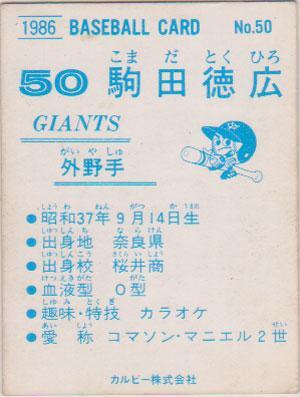 1986 BASEBALL CARD No.50
こま だ とく ひろ
50 駒田徳広
GIANTS
がい や しゅ
外野手
しょうわ ねん がつ か うまれ
●昭和37年9月14日生
しゅっしん ち な ら けん
●出身地 奈良県
しゅっしんこう さくら い しょう
●出身校 桜井商
けつえきがた がた
●血液型 O型
しゅ み とく ぎ
●趣味・特技 カラオケ
あい しょう せい
●愛 称 コマソン・マニエル2世
カルビー株式会社